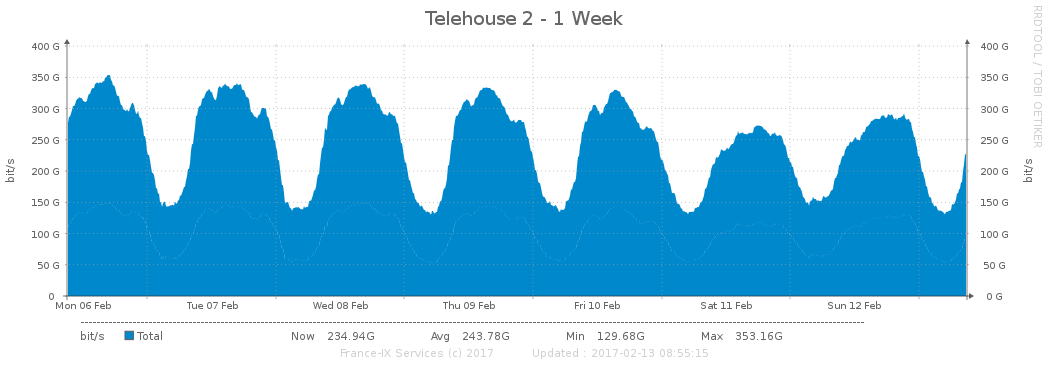 Telehouse 2 - 1 Week
RRDTOOL / TOBI OETIKER
bit/s
400 G
350 G
300 G
250 G
200 G
150 G
100 G
50 G
0
400 G
350 G
300 G
250 G
200 G
150 G
100 G
50 G
0 G
bit/s
Mon 06 Feb Tue 07 Feb Wed 08 Feb Thu 09 Feb Fri 10 Feb Sat 11 Feb Sun 12 Feb
bit/s Total Now 234.94G Avg 243.78G Min 129.68G Max 353.16G
France-IX Services (c) 2017 Updated : 2017-02-13 08:55:15